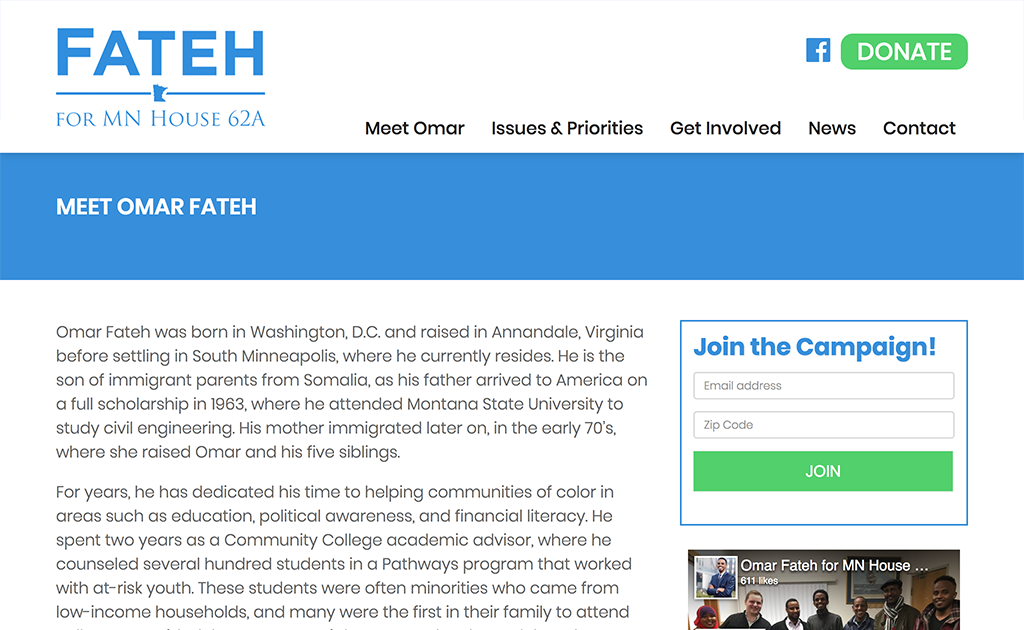 FATEH
FOR MN HOUSE 62A
DONATE
Meet Omar Issues & Priorities Get Involved News Contact
MEET OMAR FATEH
Omar Fateh was born in Washington, D.C. and raised in Annandale, Virginia
before settling in South Minneapolis, where he currently resides. He is the
son of immigrant parents from Somalia, as his father arrived to America on
a full scholarship in 1963, where he attended Montana State University to
study civil engineering. His mother immigrated later on, in the early 70's,
where she raised Omar and his five siblings.
For years, he has dedicated his time to helping communities of color in
areas such as education, political awareness, and financial literacy. He
spent two years as a Community College academic advisor, where he
counseled several hundred students in a Pathways program that worked
with at-risk youth. These students were often minorities who came from
low-income households, and many were the first in their family to attend
Join the Campaign!
Email address
Zip Code
JOIN
Omar Fateh for MN House ...
611 likes